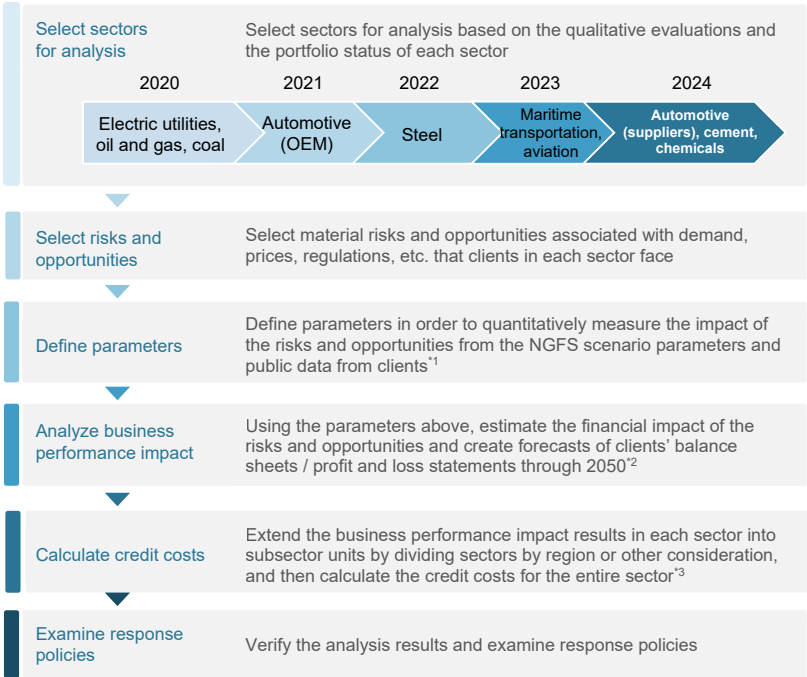 Select sectors
for analysis
Select sectors for analysis based on the qualitative evaluations and
the portfolio status of each sector
2020
2021
2022
2023
2024
Electric utilities,
oil and gas, coal
Automotive
(OEM)
Steel
Maritime
transportation,
aviation
Automotive
(suppliers), cement,
chemicals
Select risks and
opportunities
Select material risks and opportunities associated with demand,
prices, regulations, etc. that clients in each sector face
Define parameters
Define parameters in order to quantitatively measure the impact of
the risks and opportunities from the NGFS scenario parameters and
public data from clients*1
Analyze business
performance impact
Using the parameters above, estimate the financial impact of the
risks and opportunities and create forecasts of clients' balance
sheets / profit and loss statements through 2050*2
Calculate credit costs
Extend the business performance impact results in each sector into
subsector units by dividing sectors by region or other consideration,
and then calculate the credit costs for the entire sector*3
Examine response
policies
Verify the analysis results and examine response policies